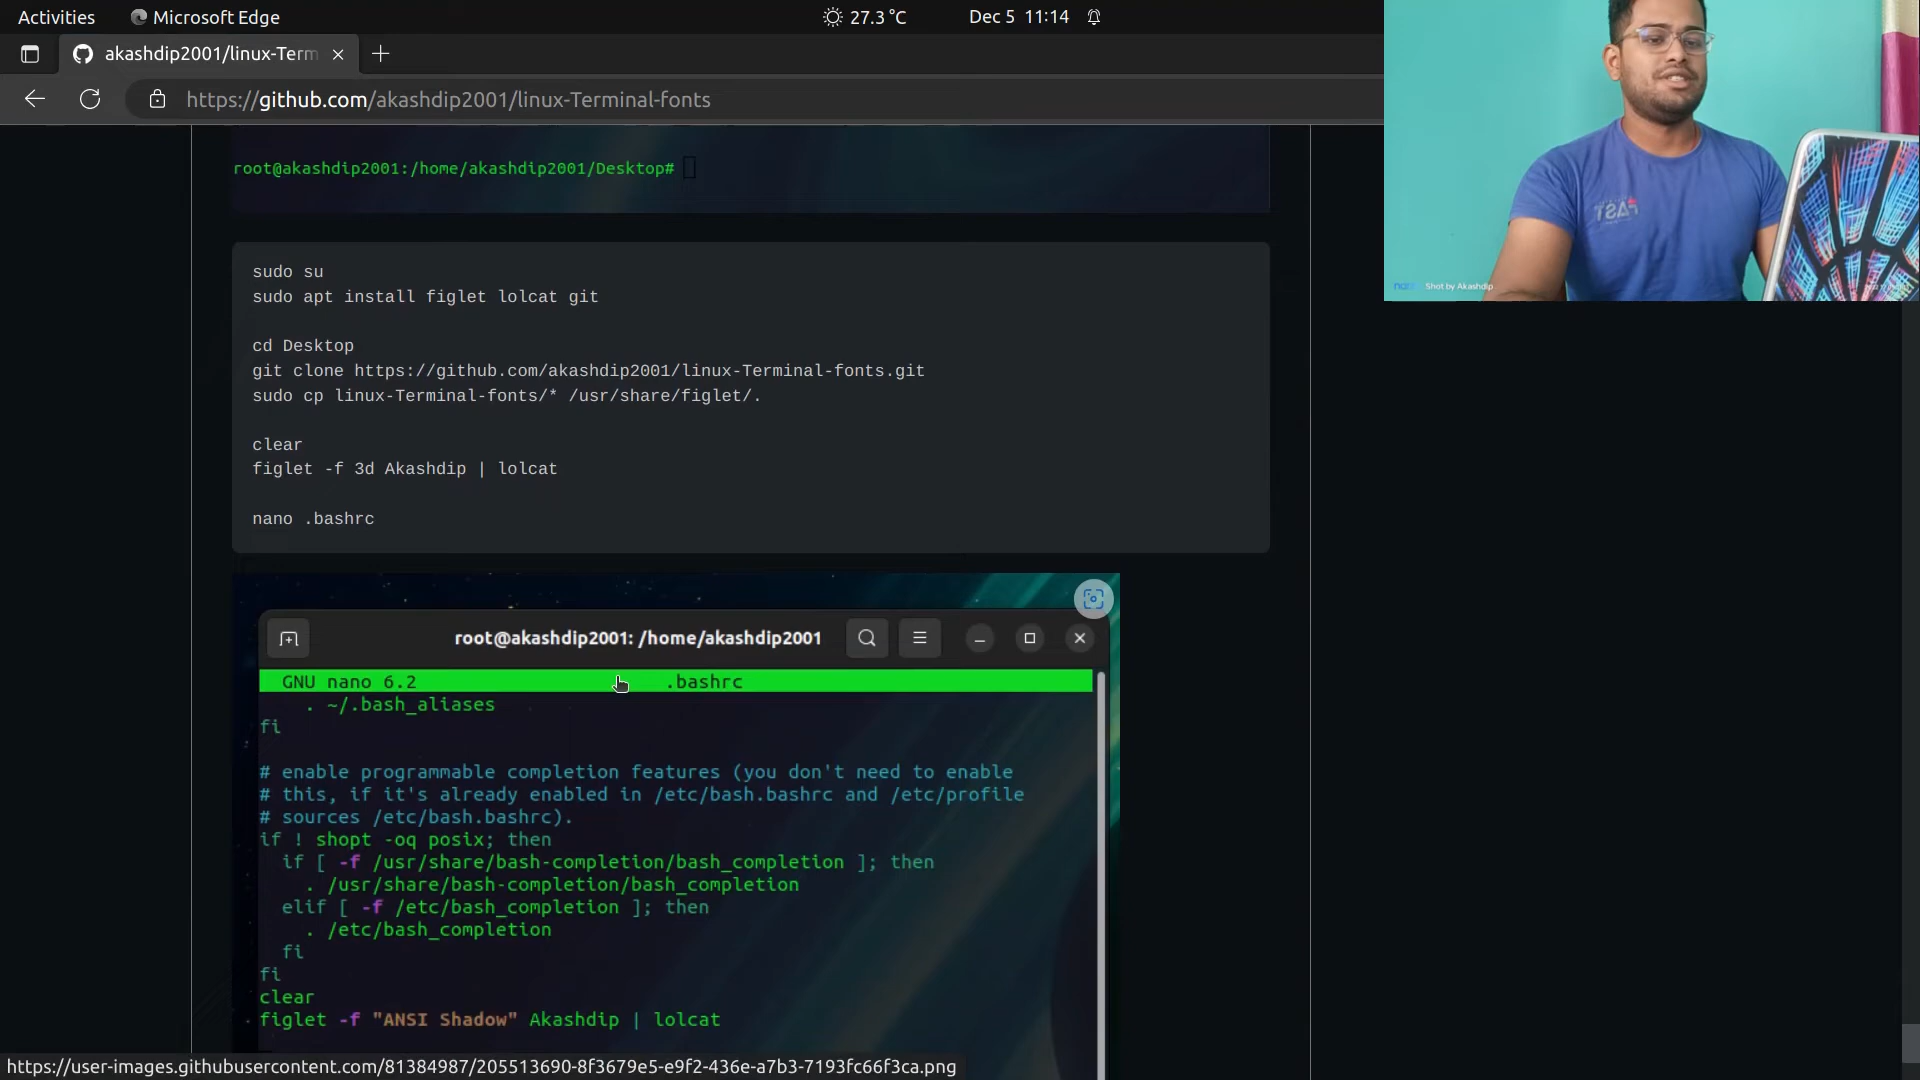 Activities
Microsoft Edge
27.3 °C
Dec 5 11:14
akashdip2001/linux-Term
https://github.com/akashdip2001/linux-Terminal-fonts
root@akashdip2001:/home/akashdip2001/Desktop#
sudo su
sudo apt install figlet lolcat git
cd Desktop
git clone https://github.com/akashdip2001/linux-Terminal-fonts.git
sudo cp linux-Terminal-fonts/* /usr/share/figlet/.
clear
figlet -f 3d Akashdip | lolcat
nano .bashrc
root@akashdip2001: /home/akashdip2001
GNU nano 6.2 .bashrc
. ~/.bash_aliases
fi
# enable programmable completion features (you don't need to enable
# this, if it's already enabled in /etc/bash.bashrc and /etc/profile
# sources /etc/bash.bashrc).
if ! shopt -oq posix; then
if [ -f /usr/share/bash-completion/bash_completion ]; then
. /usr/share/bash-completion/bash_completion
elif [ -f /etc/bash_completion ]; then
. /etc/bash_completion
fi
fi
clear
figlet -f "ANSI Shadow" Akashdip | lolcat
https://user-images.githubusercontent.com/81384987/205513690-8f3679e5-e9f2-436e-a7b3-7193fc66f3ca.png
FAST
Shot by Akashdip